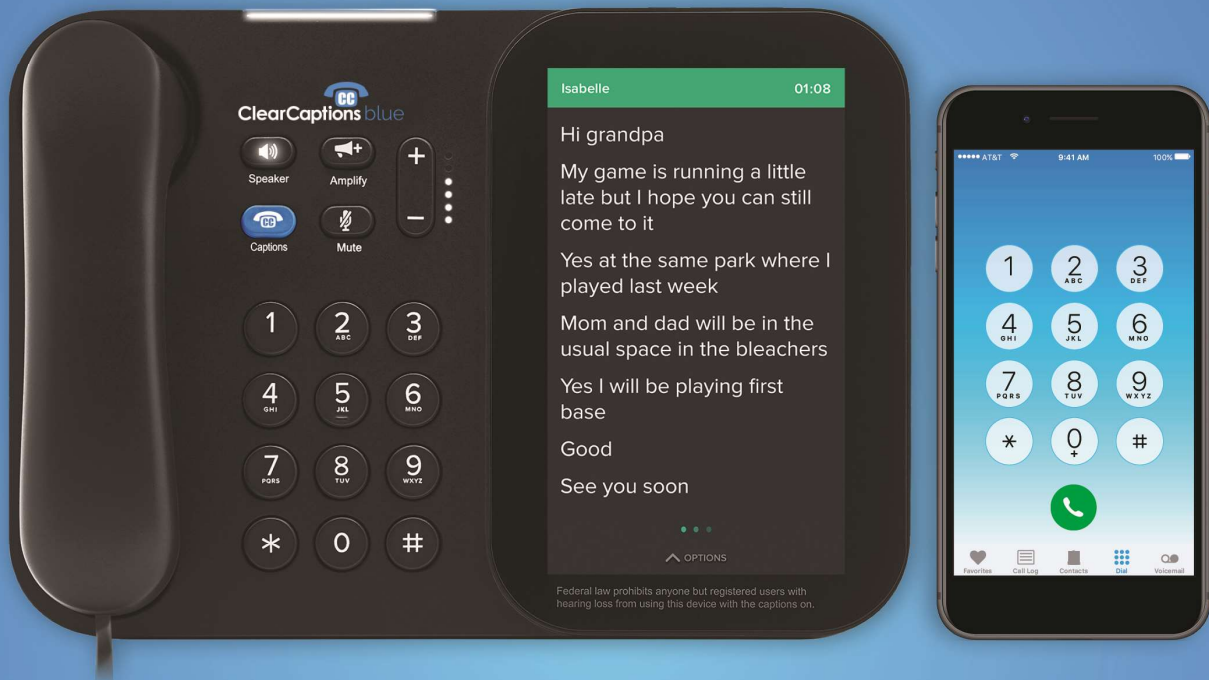 CC
ClearCaptions blue
Speaker
Amplify
+
CC
Captions
Mute
−
1
2 ABC
3 DEF
4 GHI
5 JKL
6 MNO
7 PQRS
8 TUV
9 WXYZ
*
0
#
Isabelle 01:08
Hi grandpa
My game is running a little
late but I hope you can still
come to it
Yes at the same park where I
played last week
Mom and dad will be in the
usual space in the bleachers
Yes I will be playing first
base
Good
See you soon
OPTIONS
Federal law prohibits anyone but registered users with
hearing loss from using this device with the captions on.
AT&T 9:41 AM 100%
1
2 ABC
3 DEF
4 GHI
5 JKL
6 MNO
7 PQRS
8 TUV
9 WXYZ
*
0 +
#
Favorites Call Log Contacts Dial Voicemail